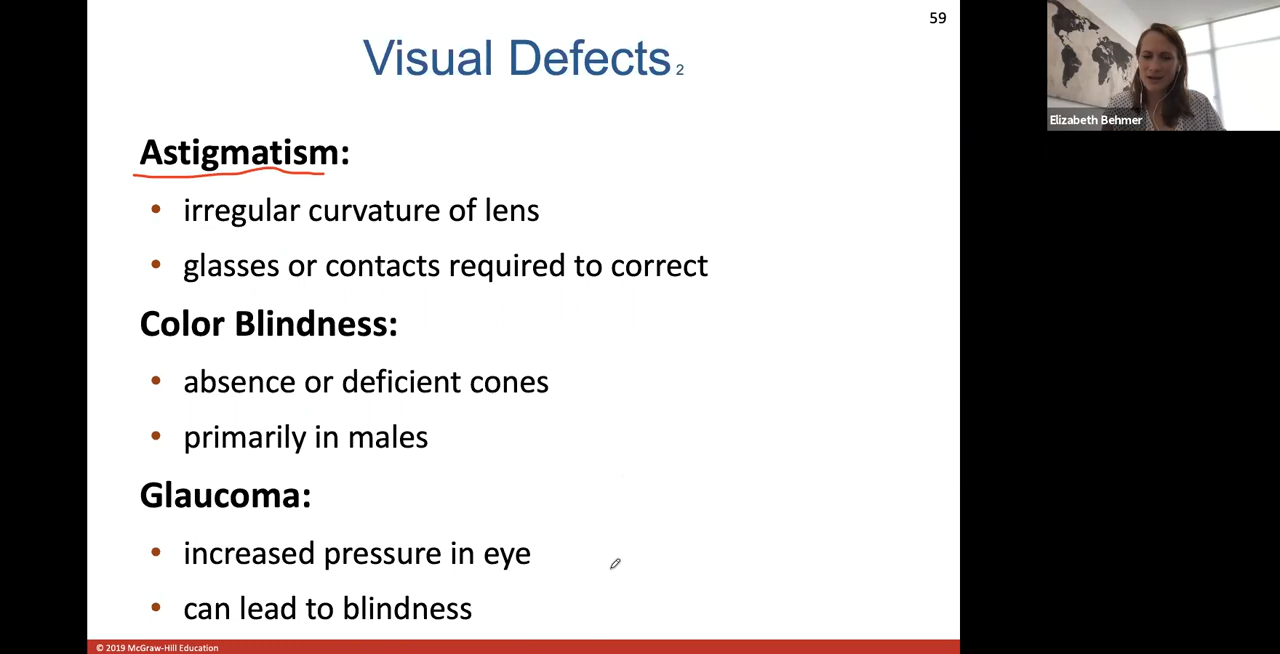 59
Visual Defects 2
Elizabeth Behmer
Astigmatism:
• irregular curvature of lens
• glasses or contacts required to correct
Color Blindness:
• absence or deficient cones
• primarily in males
Glaucoma:
• increased pressure in eye
• can lead to blindness
© 2019 McGraw-Hill Education